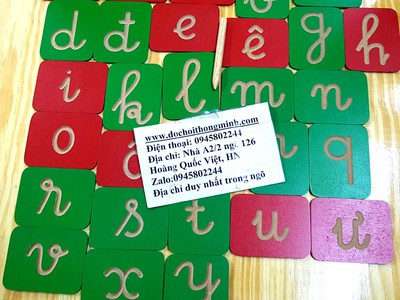 d đ e ê g h
i k l m n
o q
r s t u ư
v x y
www.dochoithongminh.com
Điện thoại: 0945802244
Địa chỉ: Nhà A2/2 ngõ 126
Hoàng Quốc Việt, HN
Zalo:0945802244
Địa chỉ duy nhất trong ngõ